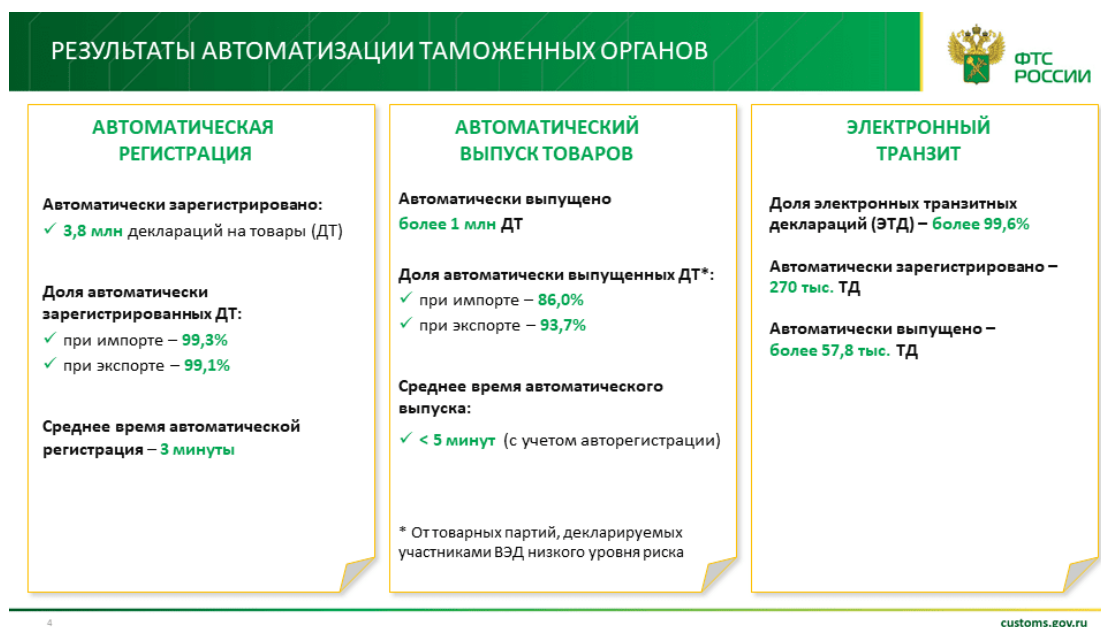 РЕЗУЛЬТАТЫ АВТОМАТИЗАЦИИ ТАМОЖЕННЫХ ОРГАНОВ
ФТС
РОССИИ
АВТОМАТИЧЕСКАЯ
РЕГИСТРАЦИЯ
Автоматически зарегистрировано:
✓ 3,8 млн деклараций на товары (ДТ)
Доля автоматически
зарегистрированных ДТ:
✓ при импорте – 99,3%
✓ при экспорте – 99,1%
Среднее время автоматической
регистрация – 3 минуты
АВТОМАТИЧЕСКИЙ
ВЫПУСК ТОВАРОВ
Автоматически выпущено
более 1 млн ДТ
Доля автоматически выпущенных ДТ*:
✓ при импорте – 86,0%
✓ при экспорте – 93,7%
Среднее время автоматического
выпуска:
✓ < 5 минут (с учетом авторегистрации)
* От товарных партий, декларируемых
участниками ВЭД низкого уровня риска
ЭЛЕКТРОННЫЙ
ТРАНЗИТ
Доля электронных транзитных
деклараций (ЭТД) – более 99,6%
Автоматически зарегистрировано –
270 тыс. ТД
Автоматически выпущено –
более 57,8 тыс. ТД
4
customs.gov.ru